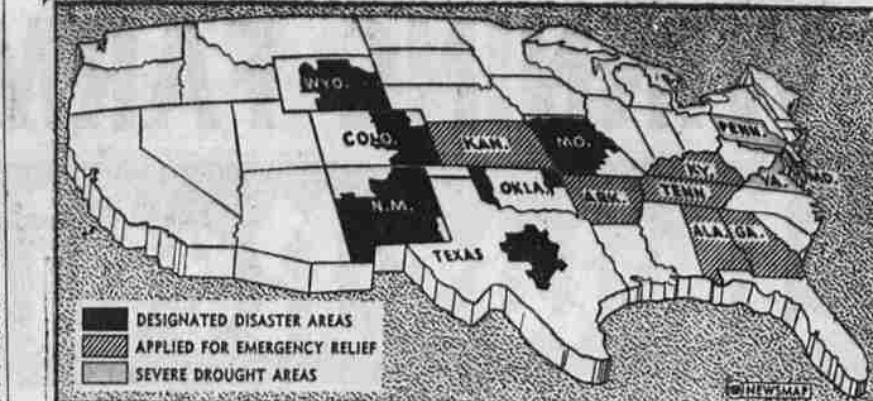 WYO.
PENN.
COLO.
KAN.
MO.
KY.
VA.
MD.
OKLA.
ARK.
TENN.
N.M.
ALA.
GA.
TEXAS
DESIGNATED DISASTER AREAS
APPLIED FOR EMERGENCY RELIEF
SEVERE DROUGHT AREAS
NEWSMAP